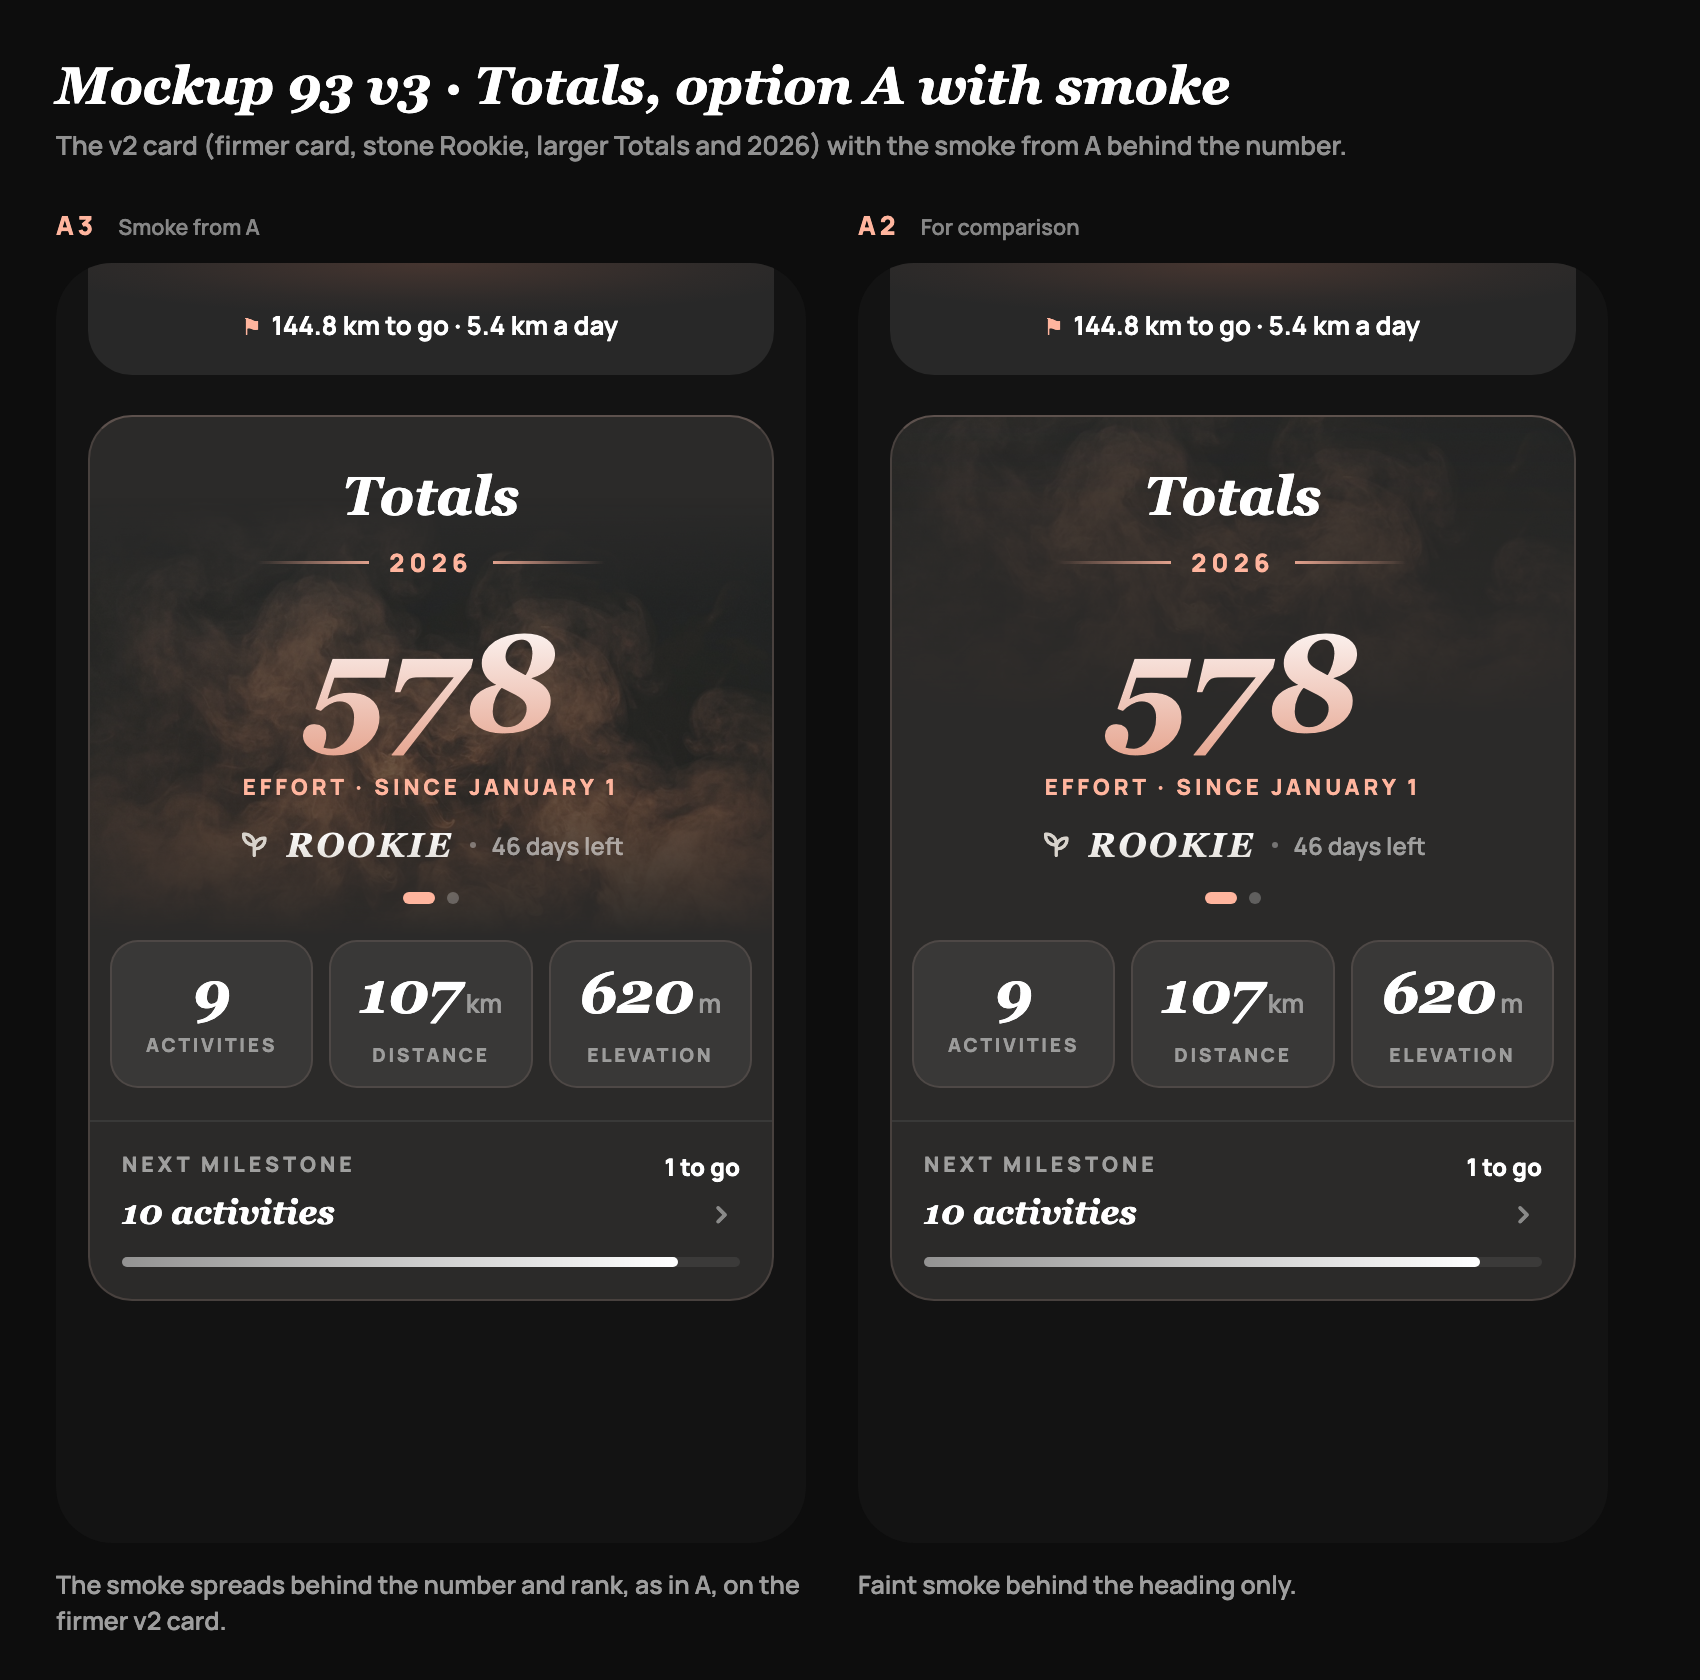 Mockup 93 v3 · Totals, option A with smoke
The v2 card (firmer card, stone Rookie, larger Totals and 2026) with the smoke from A behind the number.
A3 Smoke from A
144.8 km to go · 5.4 km a day
Totals
2026
578
EFFORT · SINCE JANUARY 1
ROOKIE · 46 days left
9 107 km 620 m
ACTIVITIES DISTANCE ELEVATION
NEXT MILESTONE 1 to go
10 activities
The smoke spreads behind the number and rank, as in A, on the
firmer v2 card.
A2 For comparison
144.8 km to go · 5.4 km a day
Totals
2026
578
EFFORT · SINCE JANUARY 1
ROOKIE · 46 days left
9 107 km 620 m
ACTIVITIES DISTANCE ELEVATION
NEXT MILESTONE 1 to go
10 activities
Faint smoke behind the heading only.